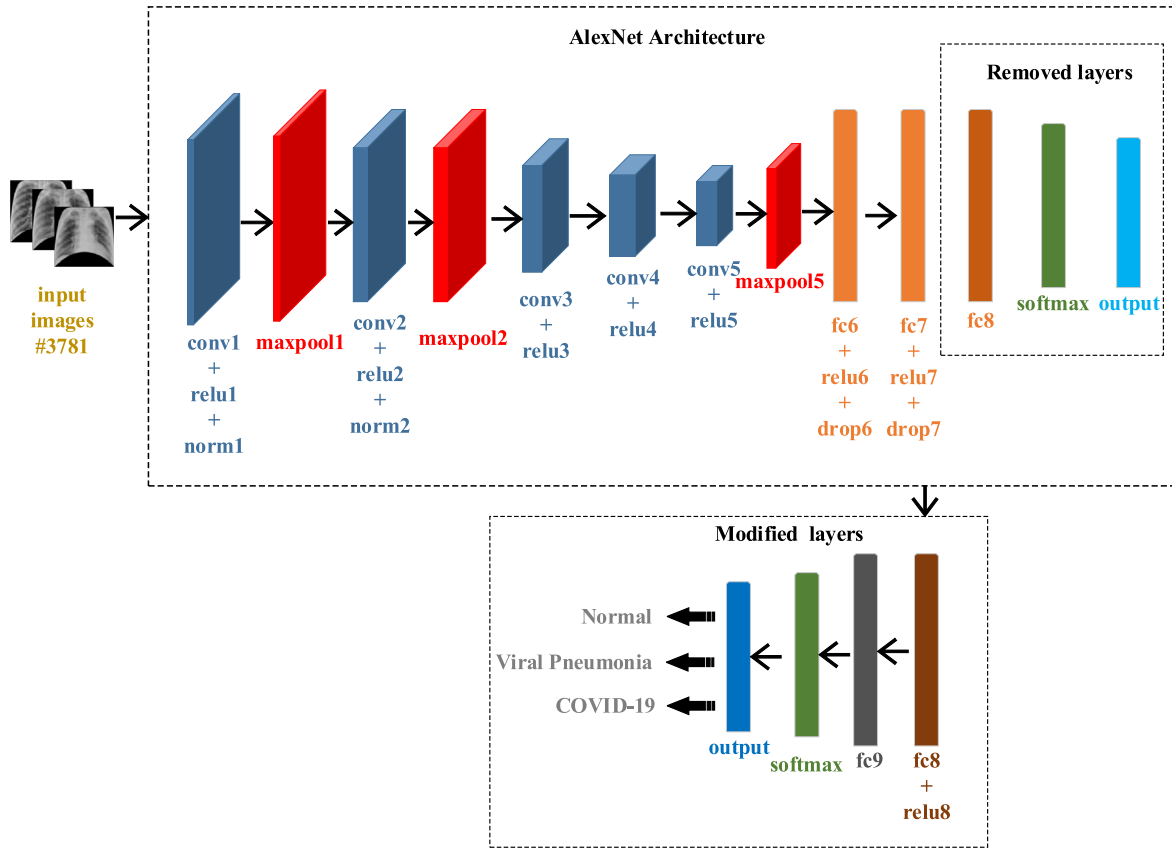 AlexNet Architecture
Removed layers
input
images
#3781
conv1
+
relu1
+
norm1
maxpool1
conv2
+
relu2
+
norm2
maxpool2
conv3
+
relu3
conv4
+
relu4
conv5
+
relu5
maxpool5
fc6
+
relu6
+
drop6
fc7
+
relu7
+
drop7
fc8
softmax
output
Modified layers
Normal
Viral Pneumonia
COVID-19
output
softmax
fc9
fc8
+
relu8